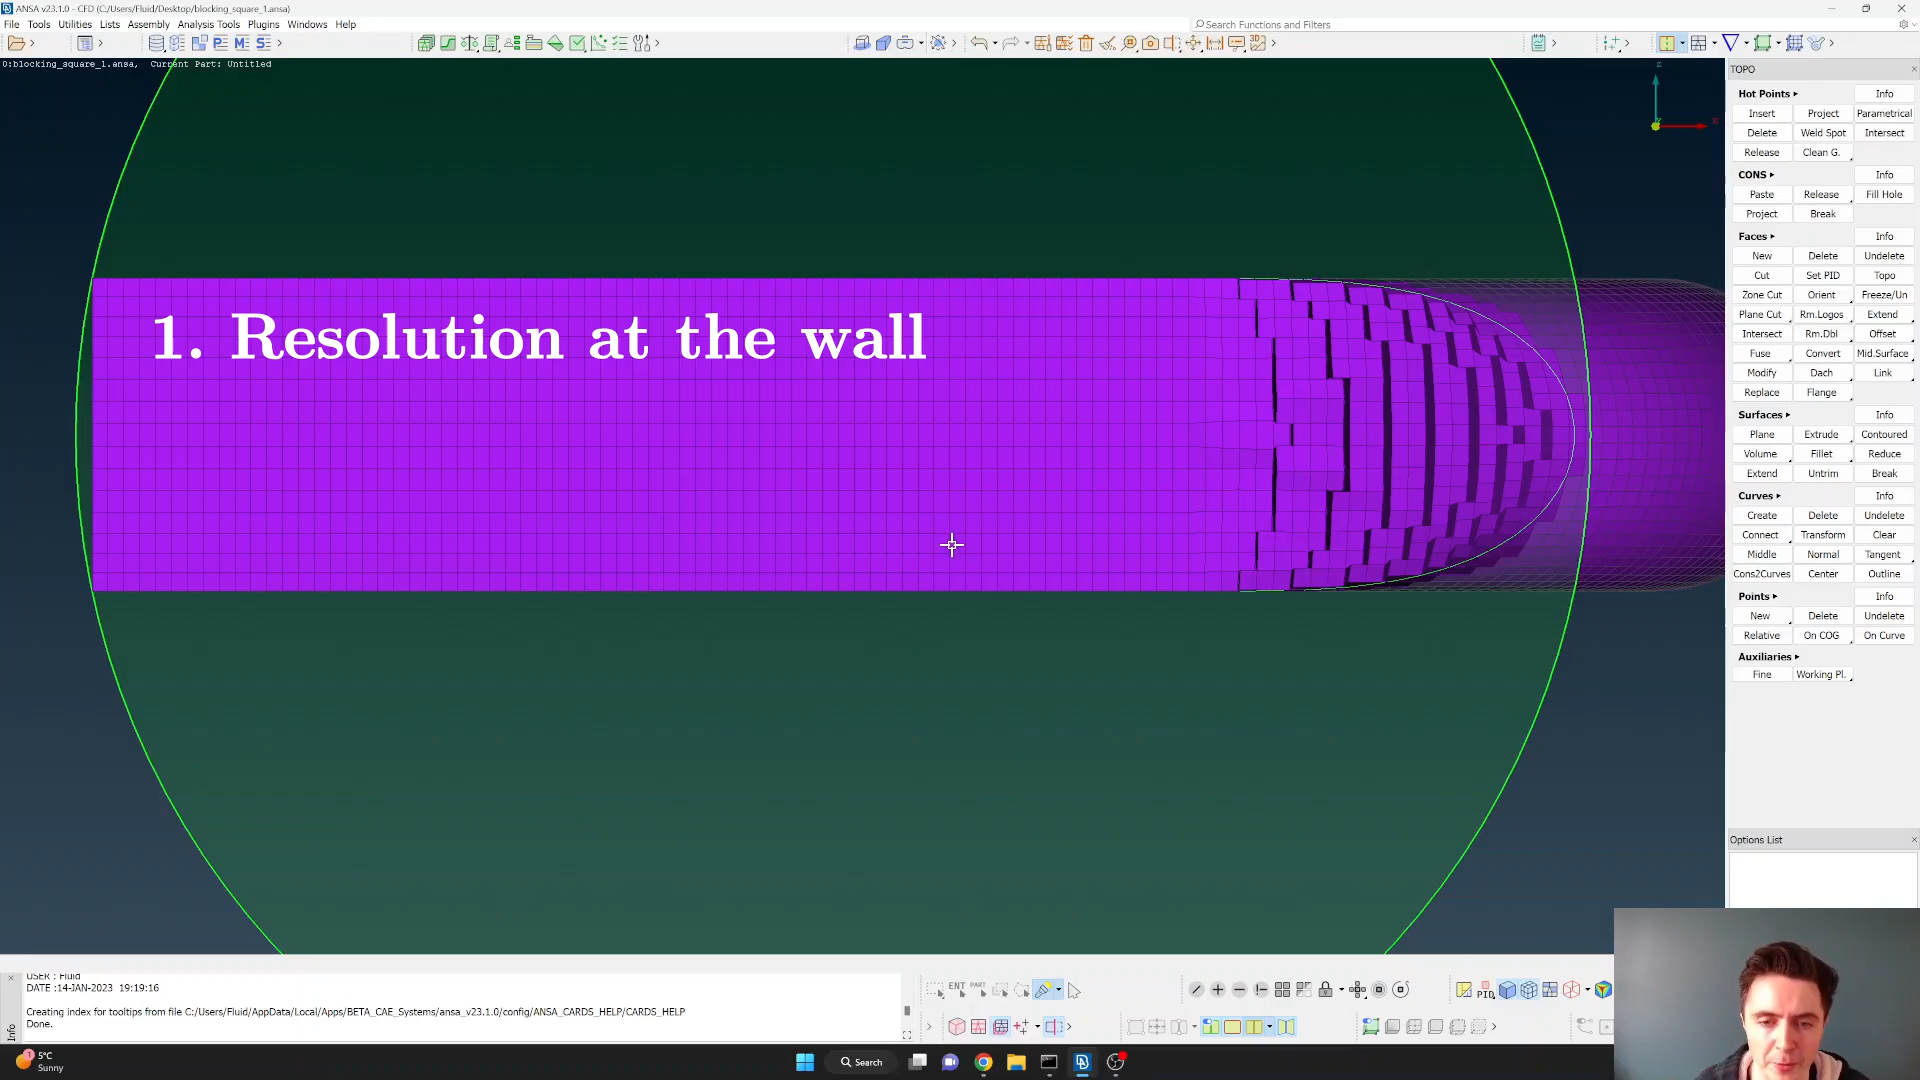 ANSA v23.1.0 - CFD (C:/Users/Fluid/Desktop/blocking_square_1.ansa)
File Tools Utilities Lists Assembly Analysis Tools Plugins Windows Help
Search Functions and Filters
0:blocking_square_1.ansa, Current Part: Untitled
1. Resolution at the wall
TOPO
Hot Points Info
Insert Project Parametrical
Delete Weld Spot Intersect
Release Clean G.
CONS Info
Paste Release Fill Hole
Project Break
Faces Info
New Delete Undelete
Cut Set PID Topo
Zone Cut Orient Freeze/Un
Plane Cut Rm.Logos Extend
Intersect Rm.Dbl Offset
Fuse Convert Mid.Surface
Modify Dach Link
Replace Flange
Surfaces Info
Plane Extrude Contoured
Volume Fillet Reduce
Extend Untrim Break
Curves Info
Create Delete Undelete
Connect Transform Clear
Middle Normal Tangent
Cons2Curves Center Outline
Points Info
New Delete Undelete
Relative On COG On Curve
Auxiliaries
Fine Working Pl.
Options List
USER : Fluid
DATE :14-JAN-2023 19:19:16
Creating index for tooltips from file C:/Users/Fluid/AppData/Local/Apps/BETA_CAE_Systems/ansa_v23.1.0/config/ANSA_CARDS_HELP/CARDS_HELP
Done.
Info
ENT PART
PID
5°C
Sunny
Search